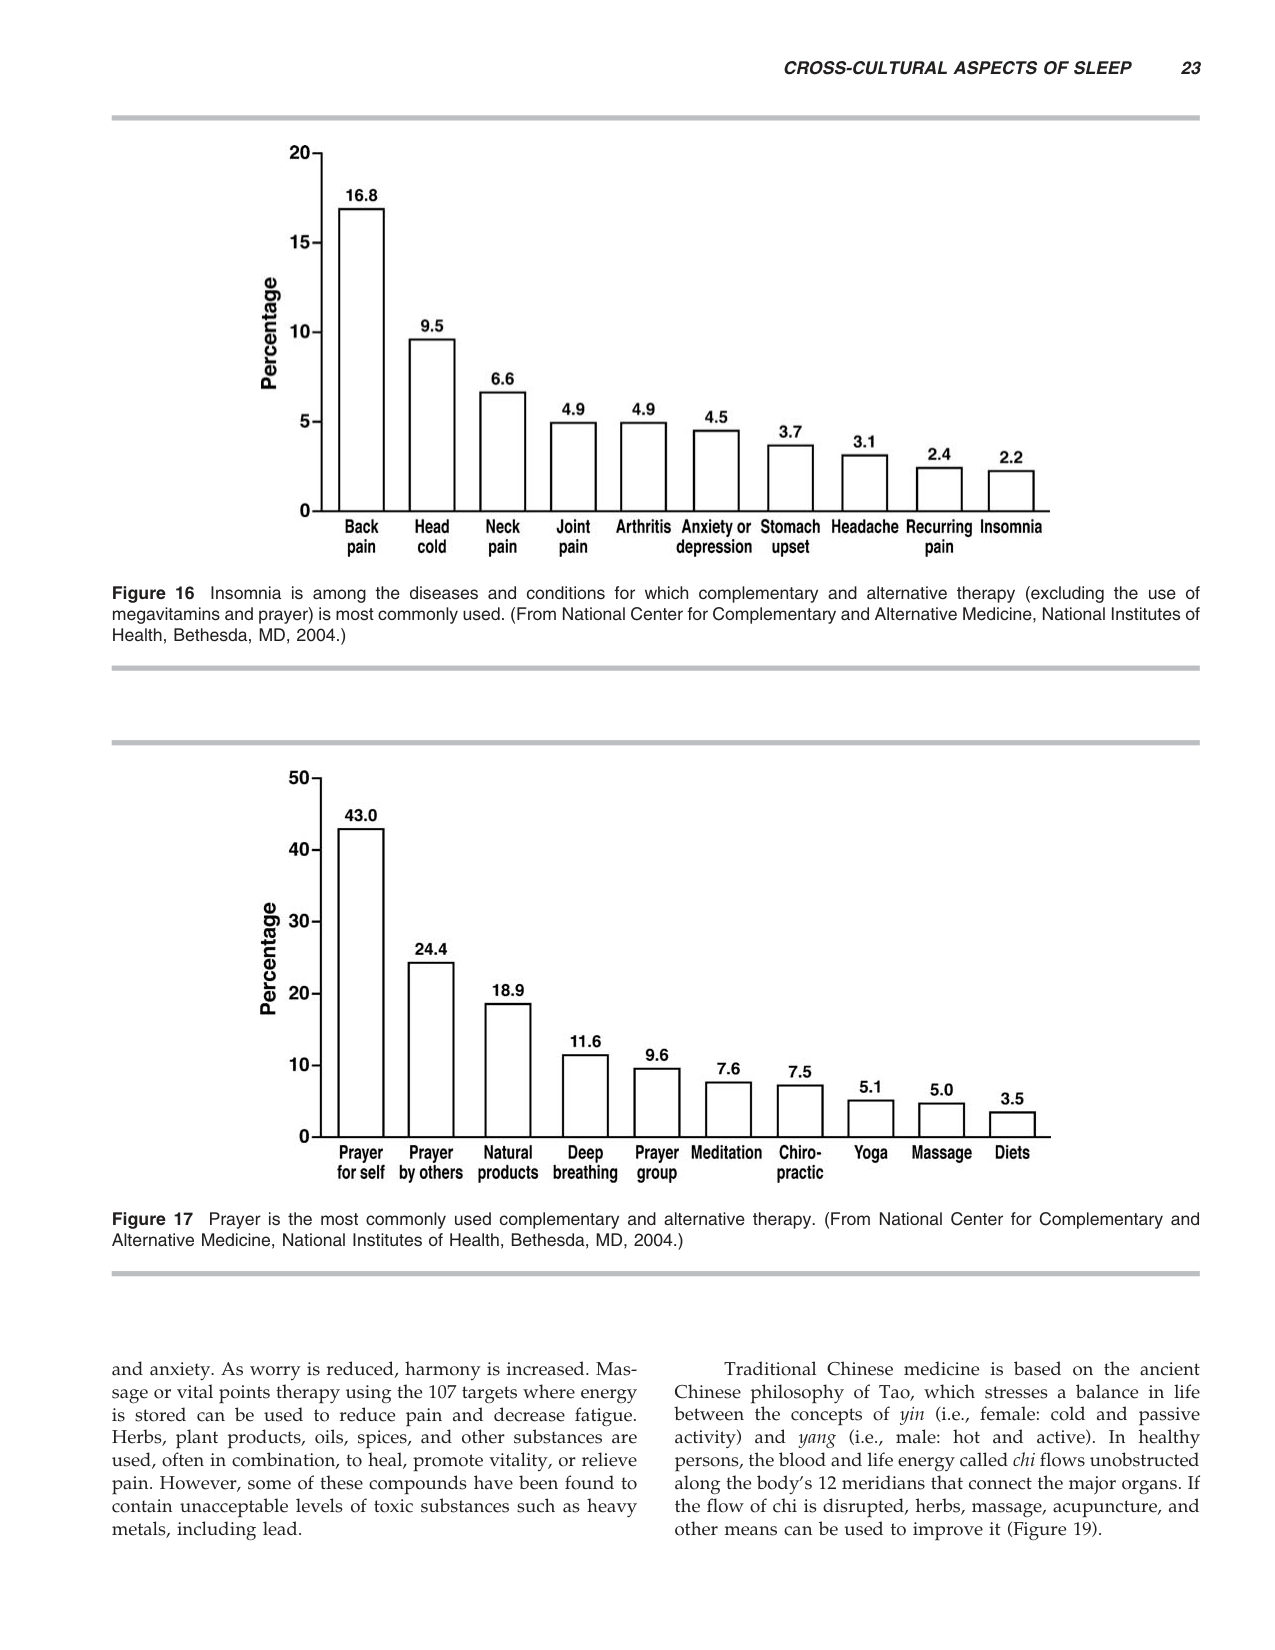 CROSS-CULTURAL ASPECTS OF SLEEP 23
20
16.8
15
Percentage
10
9.5
6.6
5
4.9
4.9
4.5
3.7
3.1
2.4
2.2
0
Back Head Neck Joint Arthritis Anxiety or Stomach Headache Recurring Insomnia
pain cold pain pain depression upset pain
Figure 16 Insomnia is among the diseases and conditions for which complementary and alternative therapy (excluding the use of
megavitamins and prayer) is most commonly used. (From National Center for Complementary and Alternative Medicine, National Institutes of
Health, Bethesda, MD, 2004.)
50
43.0
40
Percentage
30
24.4
20
18.9
11.6
10
9.6
7.6
7.5
5.1
5.0
3.5
0
Prayer Prayer Natural Deep Prayer Meditation Chiro- Yoga Massage Diets
for self by others products breathing group practic
Figure 17 Prayer is the most commonly used complementary and alternative therapy. (From National Center for Complementary and
Alternative Medicine, National Institutes of Health, Bethesda, MD, 2004.)
and anxiety. As worry is reduced, harmony is increased. Mas-
sage or vital points therapy using the 107 targets where energy
is stored can be used to reduce pain and decrease fatigue.
Herbs, plant products, oils, spices, and other substances are
used, often in combination, to heal, promote vitality, or relieve
pain. However, some of these compounds have been found to
contain unacceptable levels of toxic substances such as heavy
metals, including lead.
Traditional Chinese medicine is based on the ancient
Chinese philosophy of Tao, which stresses a balance in life
between the concepts of yin (i.e., female: cold and passive
activity) and yang (i.e., male: hot and active). In healthy
persons, the blood and life energy called chi flows unobstructed
along the body's 12 meridians that connect the major organs. If
the flow of chi is disrupted, herbs, massage, acupuncture, and
other means can be used to improve it (Figure 19).